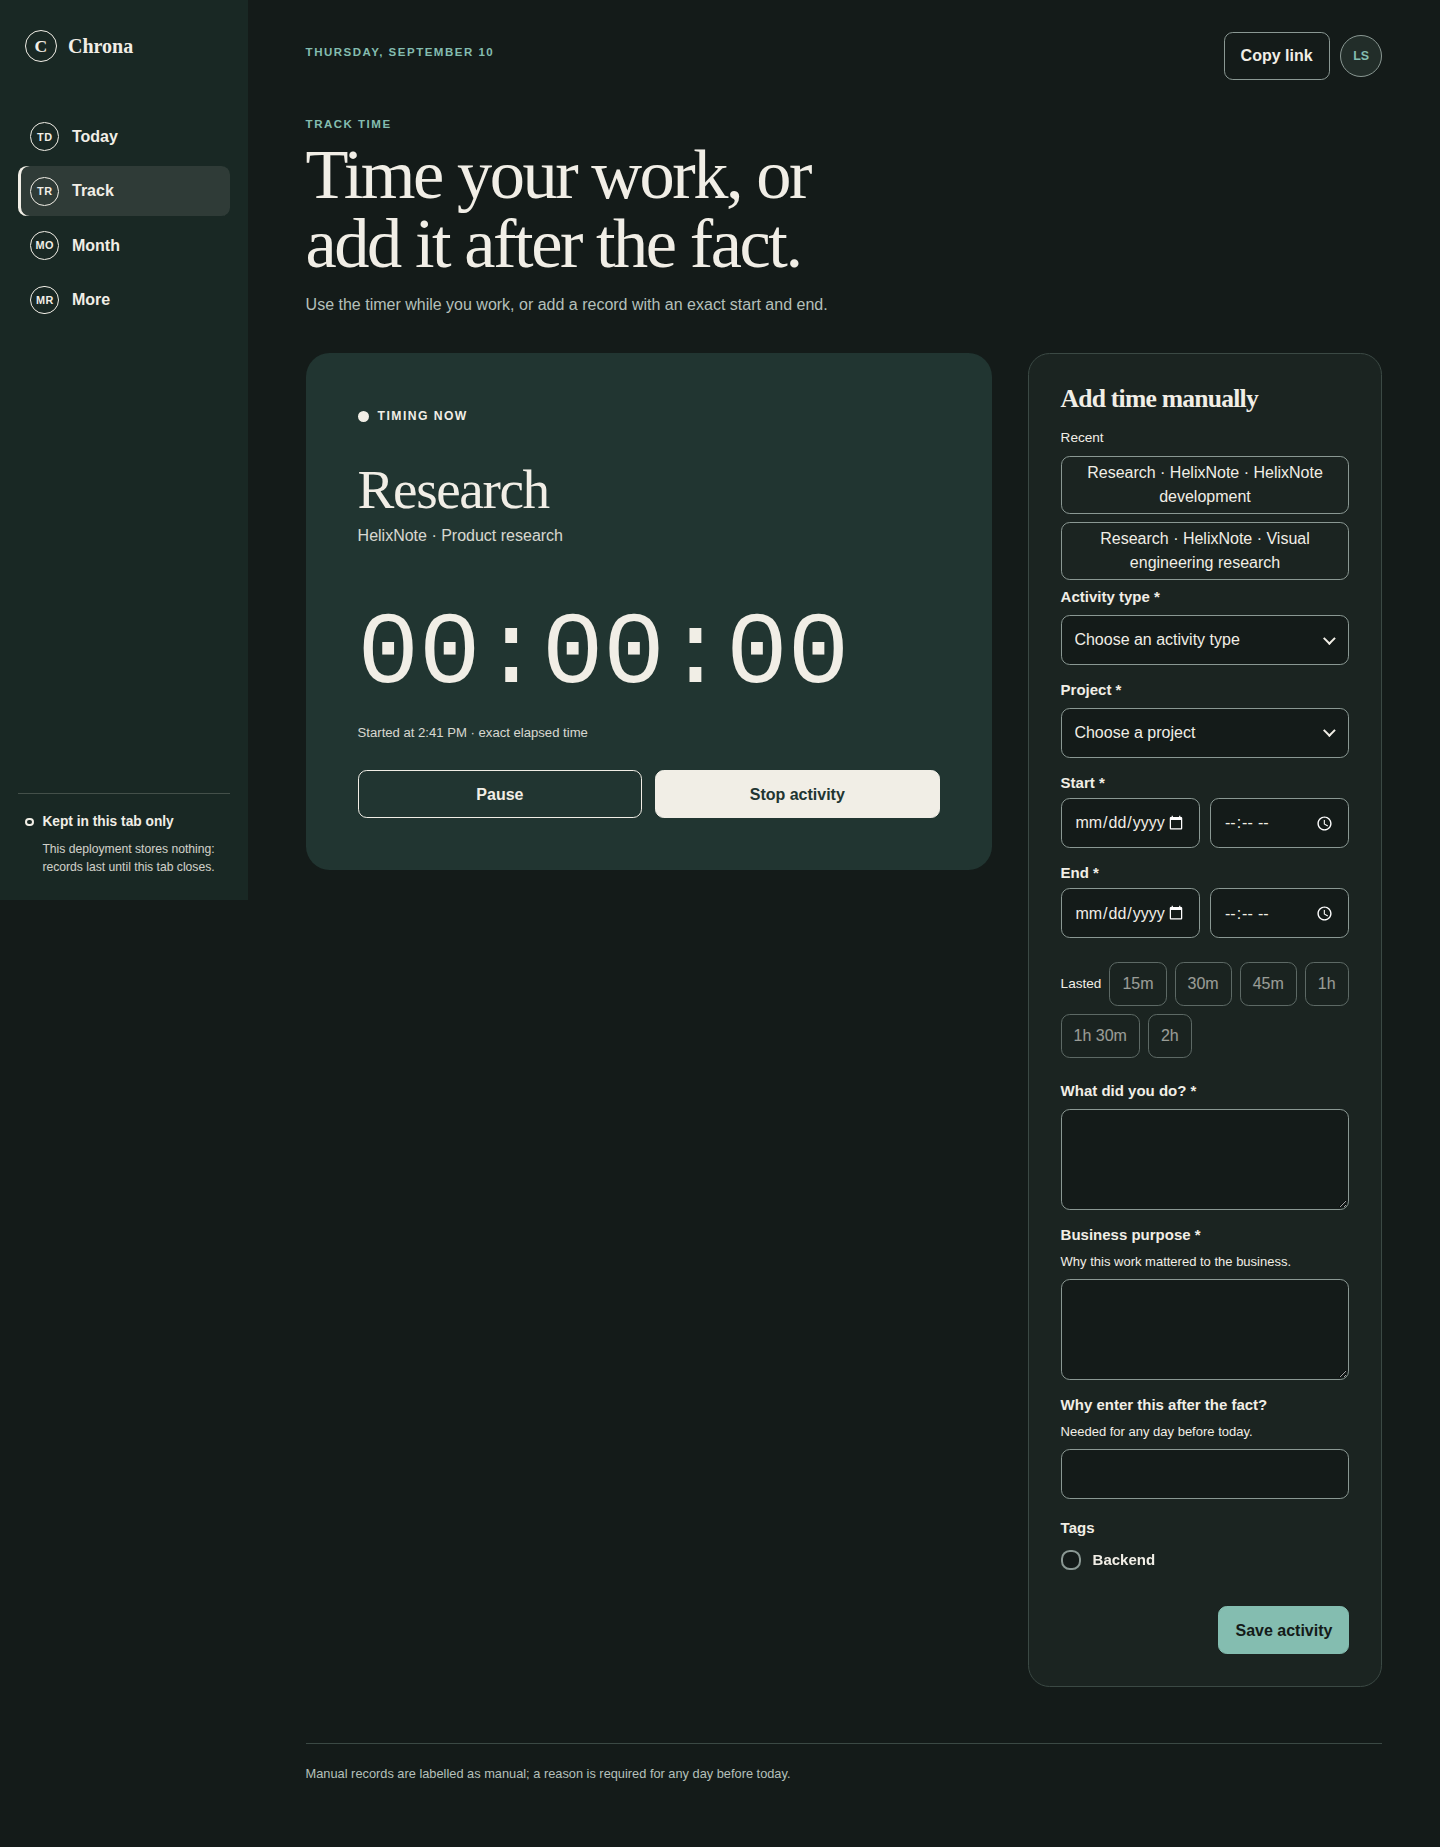 C Chrona
TD Today
TR Track
MO Month
MR More
Kept in this tab only
This deployment stores nothing:
records last until this tab closes.
THURSDAY, SEPTEMBER 10
Copy link
LS
TRACK TIME
Time your work, or
add it after the fact.
Use the timer while you work, or add a record with an exact start and end.
TIMING NOW
Research
HelixNote · Product research
00:00:00
Started at 2:41 PM · exact elapsed time
Pause
Stop activity
Add time manually
Recent
Research · HelixNote · HelixNote
development
Research · HelixNote · Visual
engineering research
Activity type *
Choose an activity type
Project *
Choose a project
Start *
mm/dd/yyyy --:-- --
End *
mm/dd/yyyy --:-- --
Lasted 15m 30m 45m 1h
1h 30m 2h
What did you do? *
Business purpose *
Why this work mattered to the business.
Why enter this after the fact?
Needed for any day before today.
Tags
Backend
Save activity
Manual records are labelled as manual; a reason is required for any day before today.